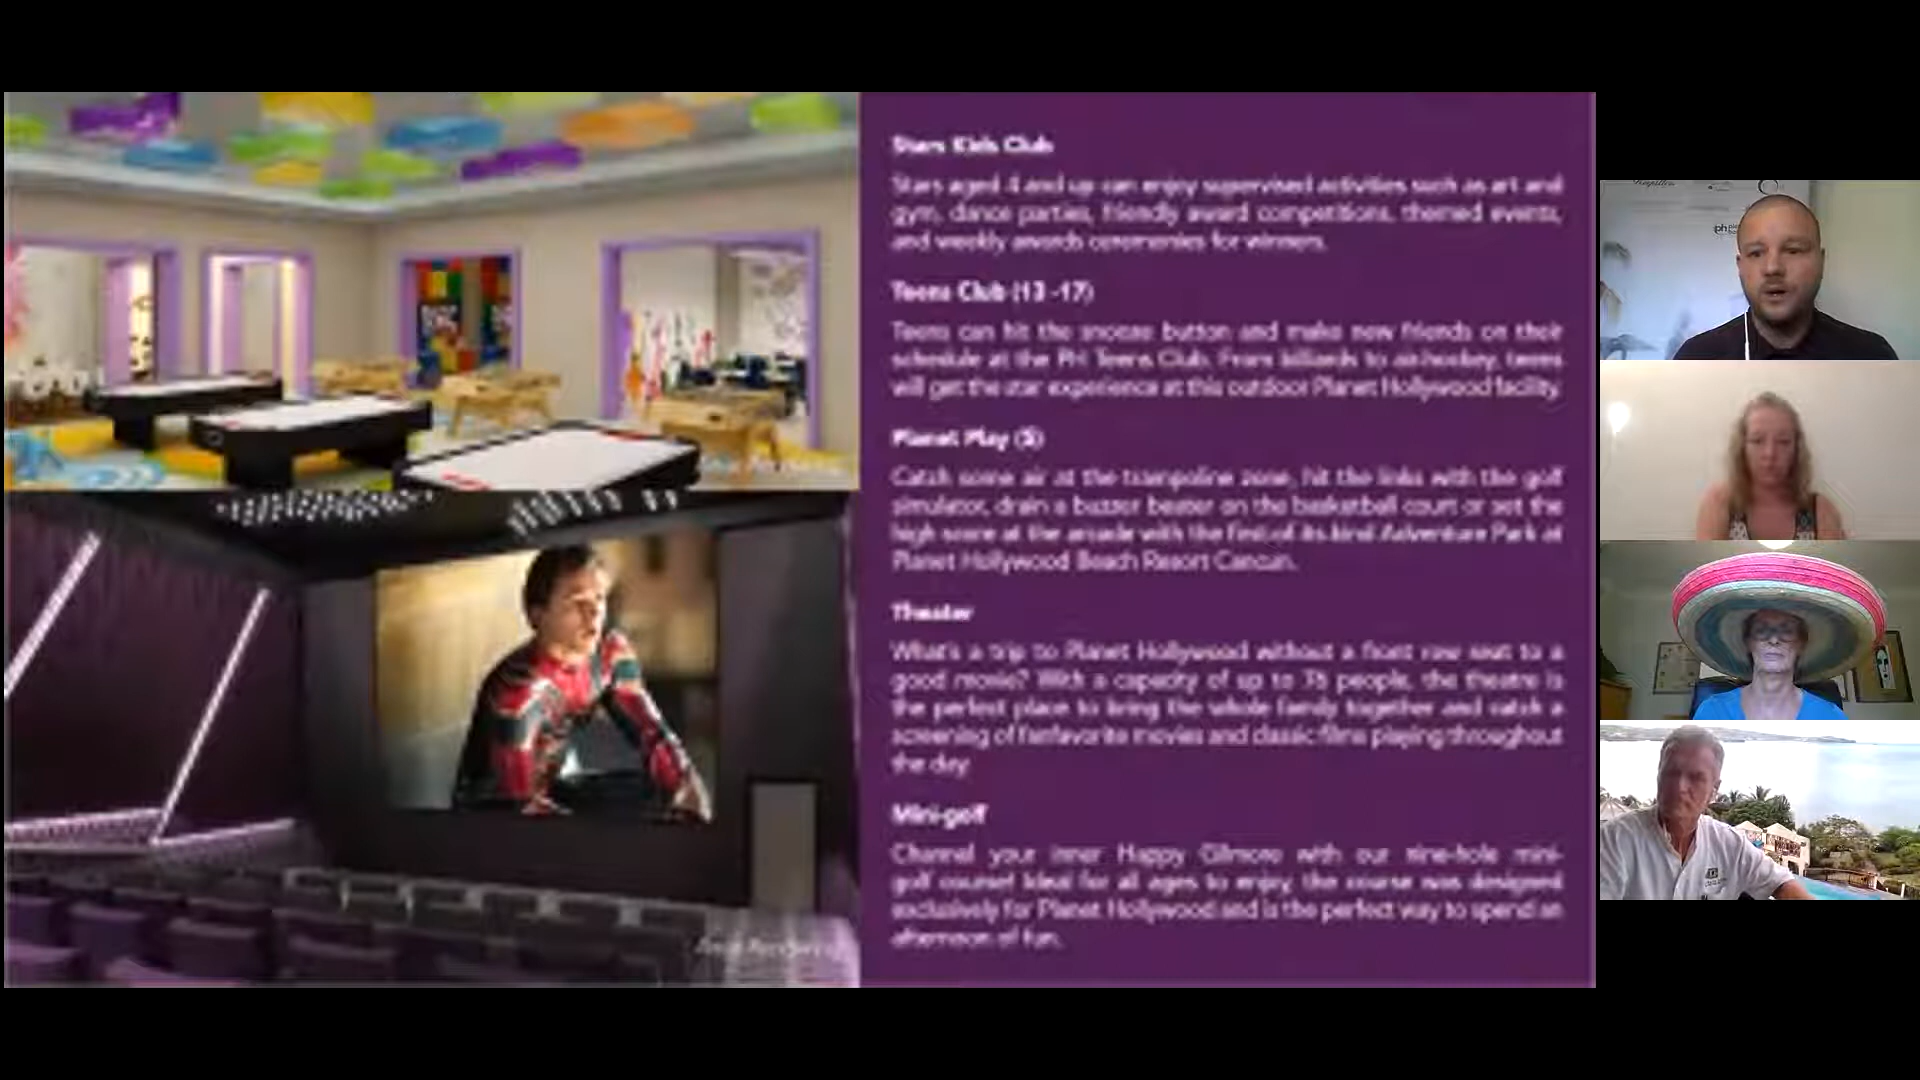 Stars Kids Club
Stars aged 4 and up can enjoy supervised activities such as art and
gym, dance parties, friendly award competitions, themed events,
and weekly awards ceremonies for winners.
Teens Club (13 -17)
Teens can hit the snooze button and make new friends on their
schedule at the PH Teens Club. From billiards to air-hockey, teens
will get the star experience at this outdoor Planet Hollywood facility.
Planet Play (5)
Catch some air at the trampoline zone, hit the links with the golf
simulator, drain a buzzer beater on the basketball court or set the
high score at the arcade with the first-of-its-kind Adventure Park at
Planet Hollywood Beach Resort Cancun.
Theater
What's a trip to Planet Hollywood without a front row seat to a
good movie? With a capacity of up to 76 people, the theatre is
the perfect place to bring the whole family together and catch a
screening of fanfavorite movies and classic films playing throughout
the day.
Mini-golf
Channel your inner Happy Gilmore with our nine-hole mini-
golf course! Ideal for all ages to enjoy, the course was designed
exclusively for Planet Hollywood and is the perfect way to spend an
afternoon of fun.
ph